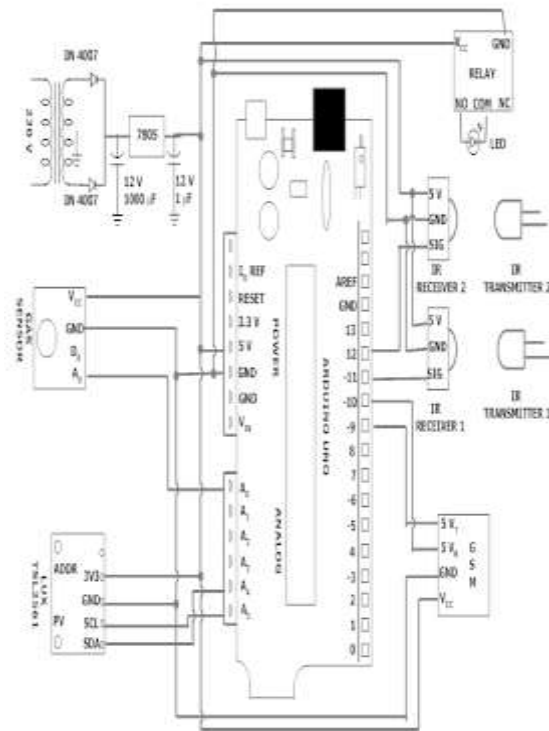 IN-4007
220 V
7805
IN-4007
12 V
1000 µF
12 V
1 µF
VCC
GND
RELAY
NO COM NC
LED
5 V
GND
SIG
IR
RECEIVER 2
IR
TRANSMITTER 2
5 V
GND
SIG
IR
RECEIVER 1
IR
TRANSMITTER 1
GAS
SENSOR
VCC
GND
D0
A0
REF
RESET
3.3 V
5 V
GND
GND
VIN
POWER
ARDUINO UNO
ANALOG
A0
A1
A2
A3
A4
A5
AREF
GND
13
12
-11
-10
-9
8
7
-6
-5
4
-3
2
1
0
LUX
TSL2561
ADDR
3V3
GND
SCL
SDA
5 VT
5 VR
GND
VCC
GSM